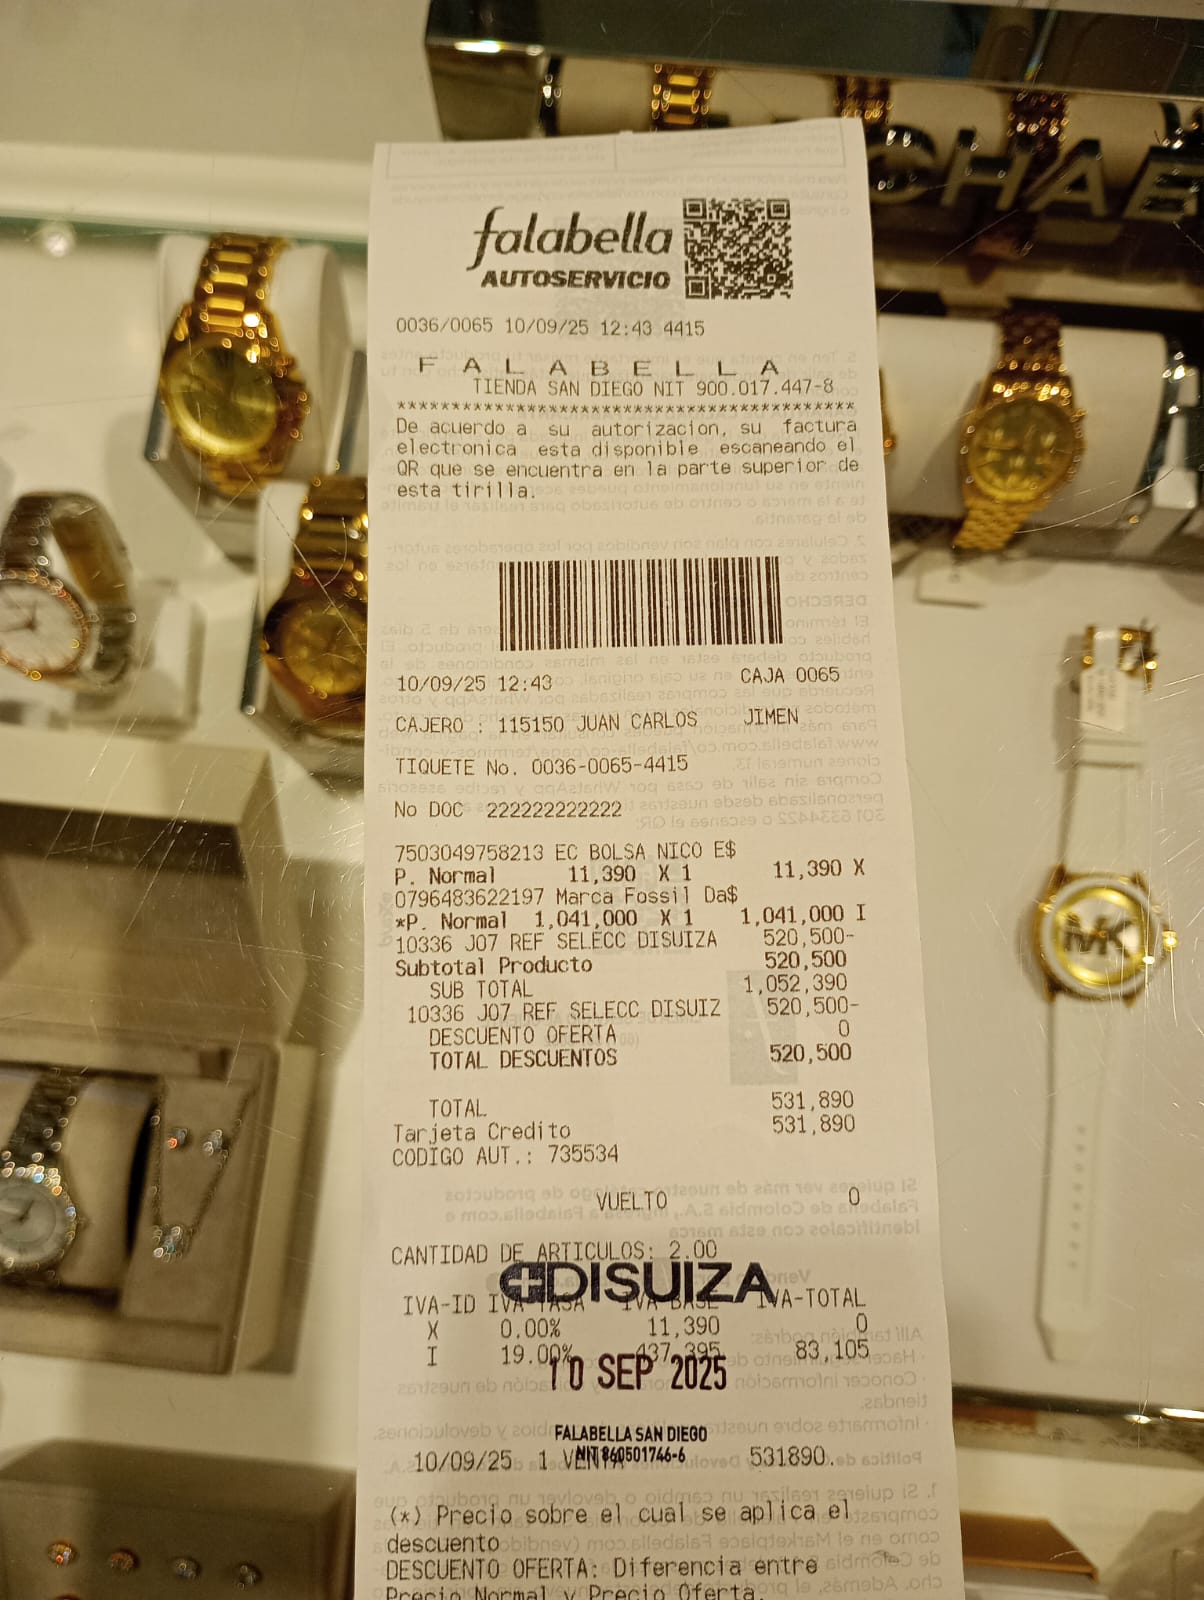 CHAE
falabella
AUTOSERVICIO
0036/0065 10/09/25 12:43 4415
F A L A B E L L A
TIENDA SAN DIEGO NIT 900.017.447-8
******************************************
De acuerdo a su autorizacion, su factura
electronica esta disponible escaneando el
QR que se encuentra en la parte superior de
esta tirilla.
10/09/25 12:43 CAJA 0065
CAJERO : 115150 JUAN CARLOS JIMEN
TIQUETE No. 0036-0065-4415
No DOC 222222222222
7503049758213 EC BOLSA NICO E$
P. Normal 11,390 X 1 11,390 X
0796483622197 Marca Fossil Da$
*P. Normal 1,041,000 X 1 1,041,000 I
10336 J07 REF SELECC DISUIZA 520,500-
Subtotal Producto 520,500
SUB TOTAL 1,052,390
10336 J07 REF SELECC DISUIZ 520,500-
DESCUENTO OFERTA 0
TOTAL DESCUENTOS 520,500
TOTAL 531,890
Tarjeta Credito 531,890
CODIGO AUT.: 735534
VUELTO 0
CANTIDAD DE ARTICULOS: 2.00
DISUIZA
IVA-ID IVA-TASA IVA-BASE IVA-TOTAL
X 0.00% 11,390 0
I 19.00% 437,395 83,105
10 SEP 2025
FALABELLA SAN DIEGO
NIT 860501746-6
10/09/25 1 VENTA 531890.
(*) Precio sobre el cual se aplica el
descuento
DESCUENTO OFERTA: Diferencia entre
Precio Normal y Precio Oferta.
MK